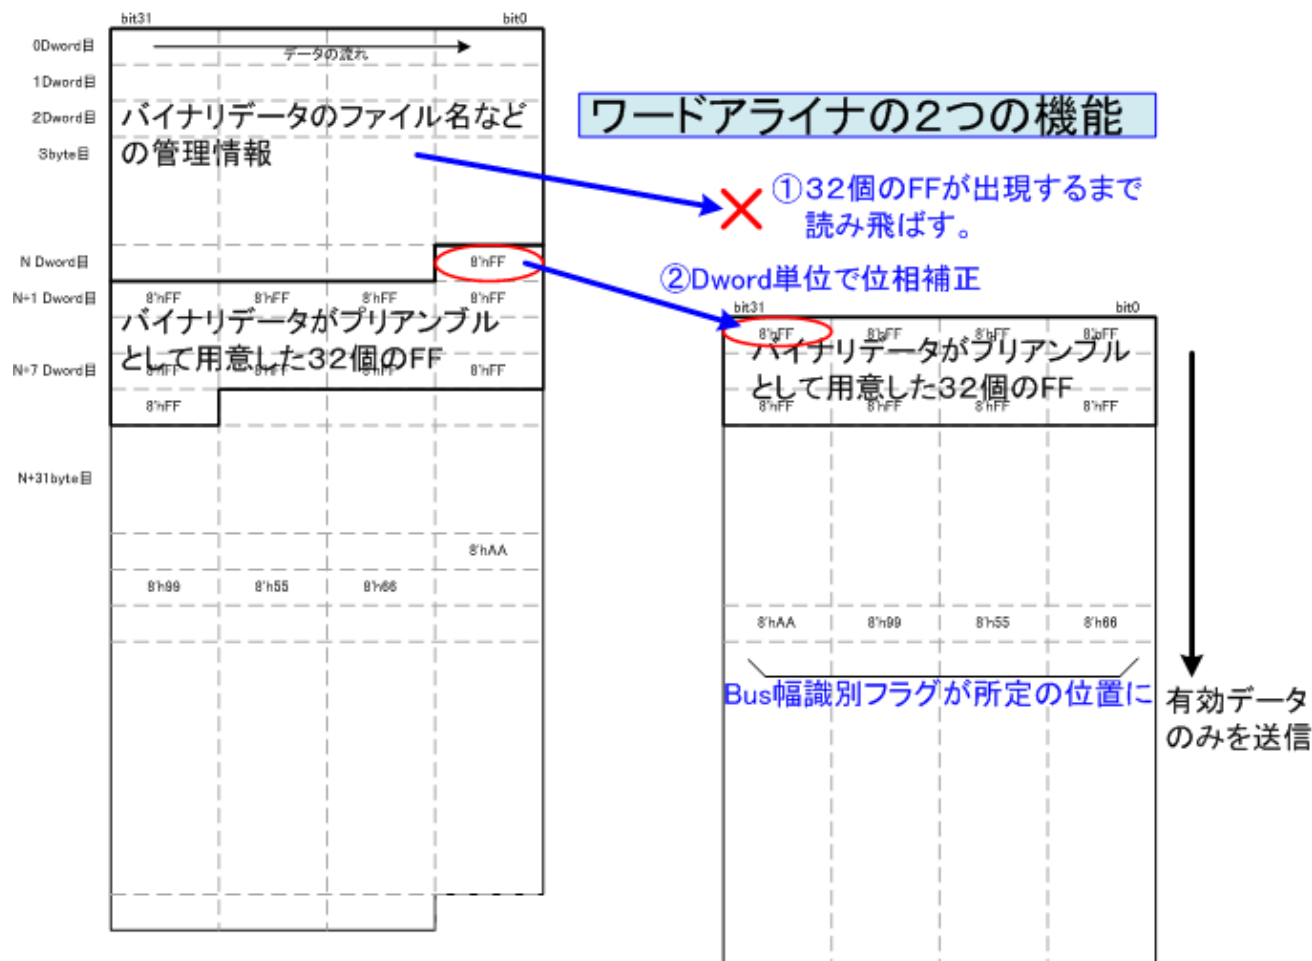 bit31 bit0
0Dword目
データの流れ
1Dword目
2Dword目
バイナリデータのファイル名など
の管理情報
3byte目
ワードアライナの2つの機能
①32個のFFが出現するまで
読み飛ばす。
N Dword目 8'hFF
②Dword単位で位相補正
N+1 Dword目 8'hFF 8'hFF 8'hFF 8'hFF
バイナリデータがプリアンブル
として用意した32個のFF
N+7 Dword目 8'hFF 8'hFF 8'hFF 8'hFF
8'hFF
bit31 bit0
8'hFF 8'hFF 8'hFF 8'hFF
バイナリデータがプリアンブル
として用意した32個のFF
8'hFF 8'hFF 8'hFF 8'hFF
N+31byte目
8'hAA
8'h99 8'h55 8'h66
8'hAA 8'h99 8'h55 8'h66
Bus幅識別フラグが所定の位置に
有効データ
のみを送信